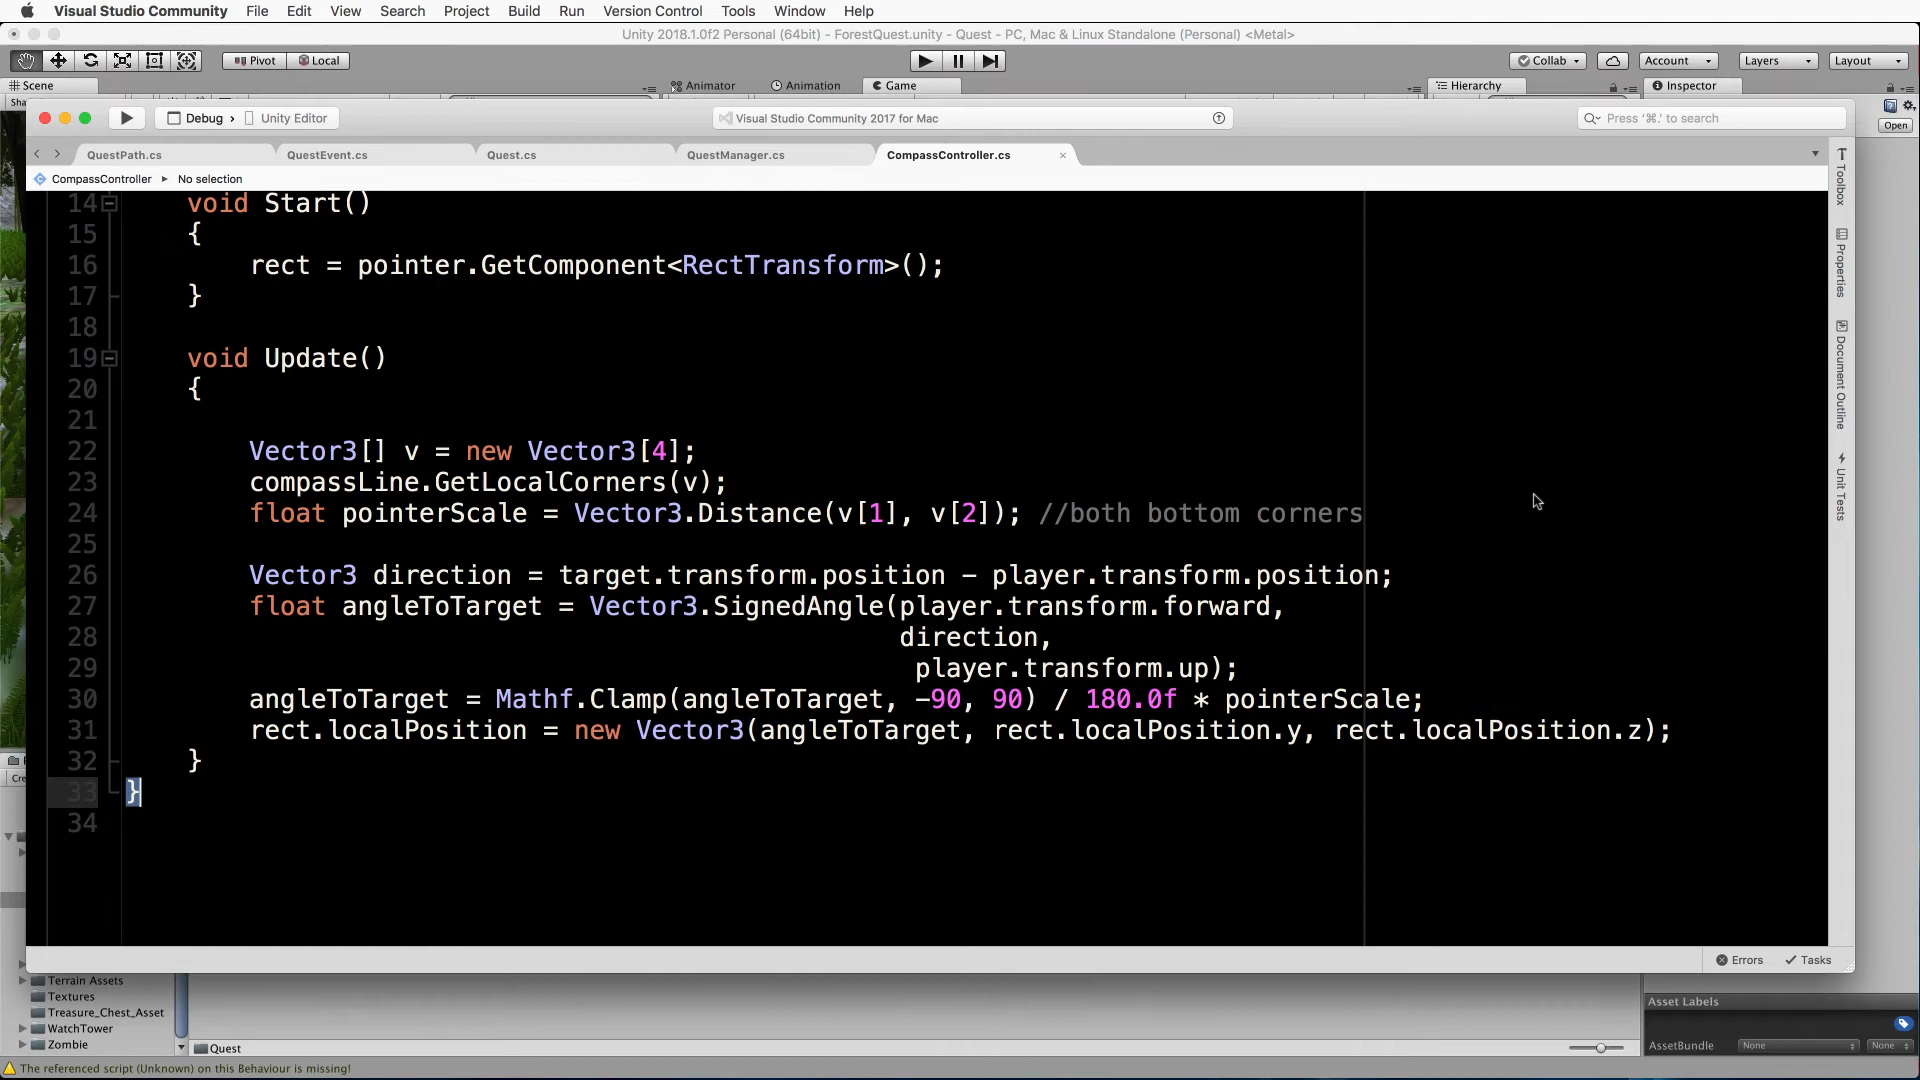 Visual Studio Community File Edit View Search Project Build Run Version Control Tools Window Help
Unity 2018.1.0f2 Personal (64bit) - ForestQuest.unity - Quest - PC, Mac & Linux Standalone (Personal) <Metal>
Pivot Local Collab Account Layers Layout
Scene Animator Animation Game Hierarchy Inspector
Open
Debug › Unity Editor Visual Studio Community 2017 for Mac Press '⌘.' to search
QuestPath.cs QuestEvent.cs Quest.cs QuestManager.cs CompassController.cs
CompassController No selection
Toolbox
Properties
Document Outline
Unit Tests
14 void Start()
15 {
16 rect = pointer.GetComponent<RectTransform>();
17 }
18
19 void Update()
20 {
21
22 Vector3[] v = new Vector3[4];
23 compassLine.GetLocalCorners(v);
24 float pointerScale = Vector3.Distance(v[1], v[2]); //both bottom corners
25
26 Vector3 direction = target.transform.position - player.transform.position;
27 float angleToTarget = Vector3.SignedAngle(player.transform.forward,
28 direction,
29 player.transform.up);
30 angleToTarget = Mathf.Clamp(angleToTarget, -90, 90) / 180.0f * pointerScale;
31 rect.localPosition = new Vector3(angleToTarget, rect.localPosition.y, rect.localPosition.z);
32 }
33 }
34
Errors Tasks
Terrain Assets
Textures
Treasure_Chest_Asset
WatchTower
Zombie
Quest
Asset Labels
AssetBundle None None
The referenced script (Unknown) on this Behaviour is missing!